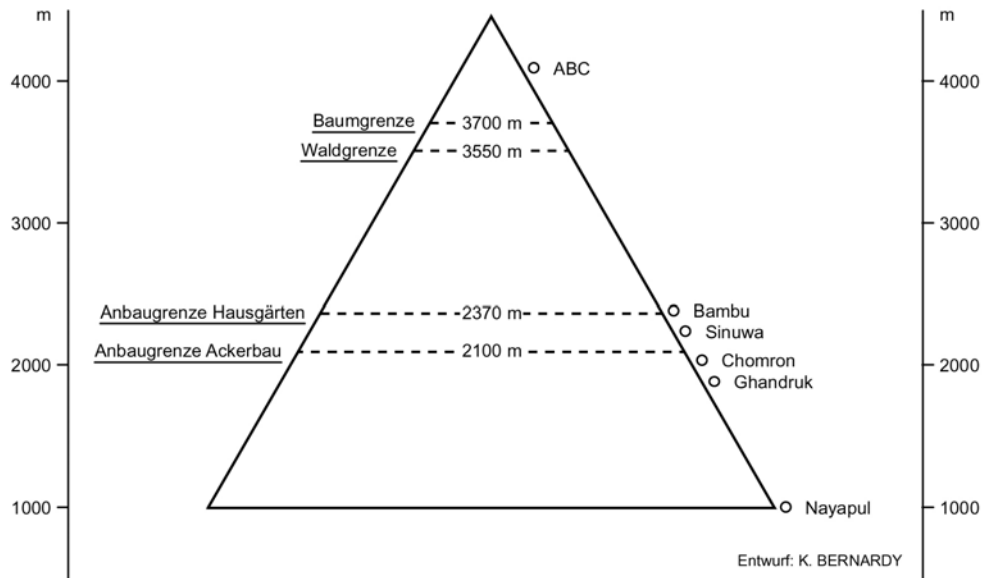 m
m
4000
4000
ABC
Baumgrenze
3700 m
Waldgrenze
3550 m
3000
3000
Anbaugrenze Hausgärten
2370 m
Bambu
Sinuwa
Anbaugrenze Ackerbau
2100 m
2000
Chomron
2000
Ghandruk
1000
Nayapul
1000
Entwurf: K. BERNARDY